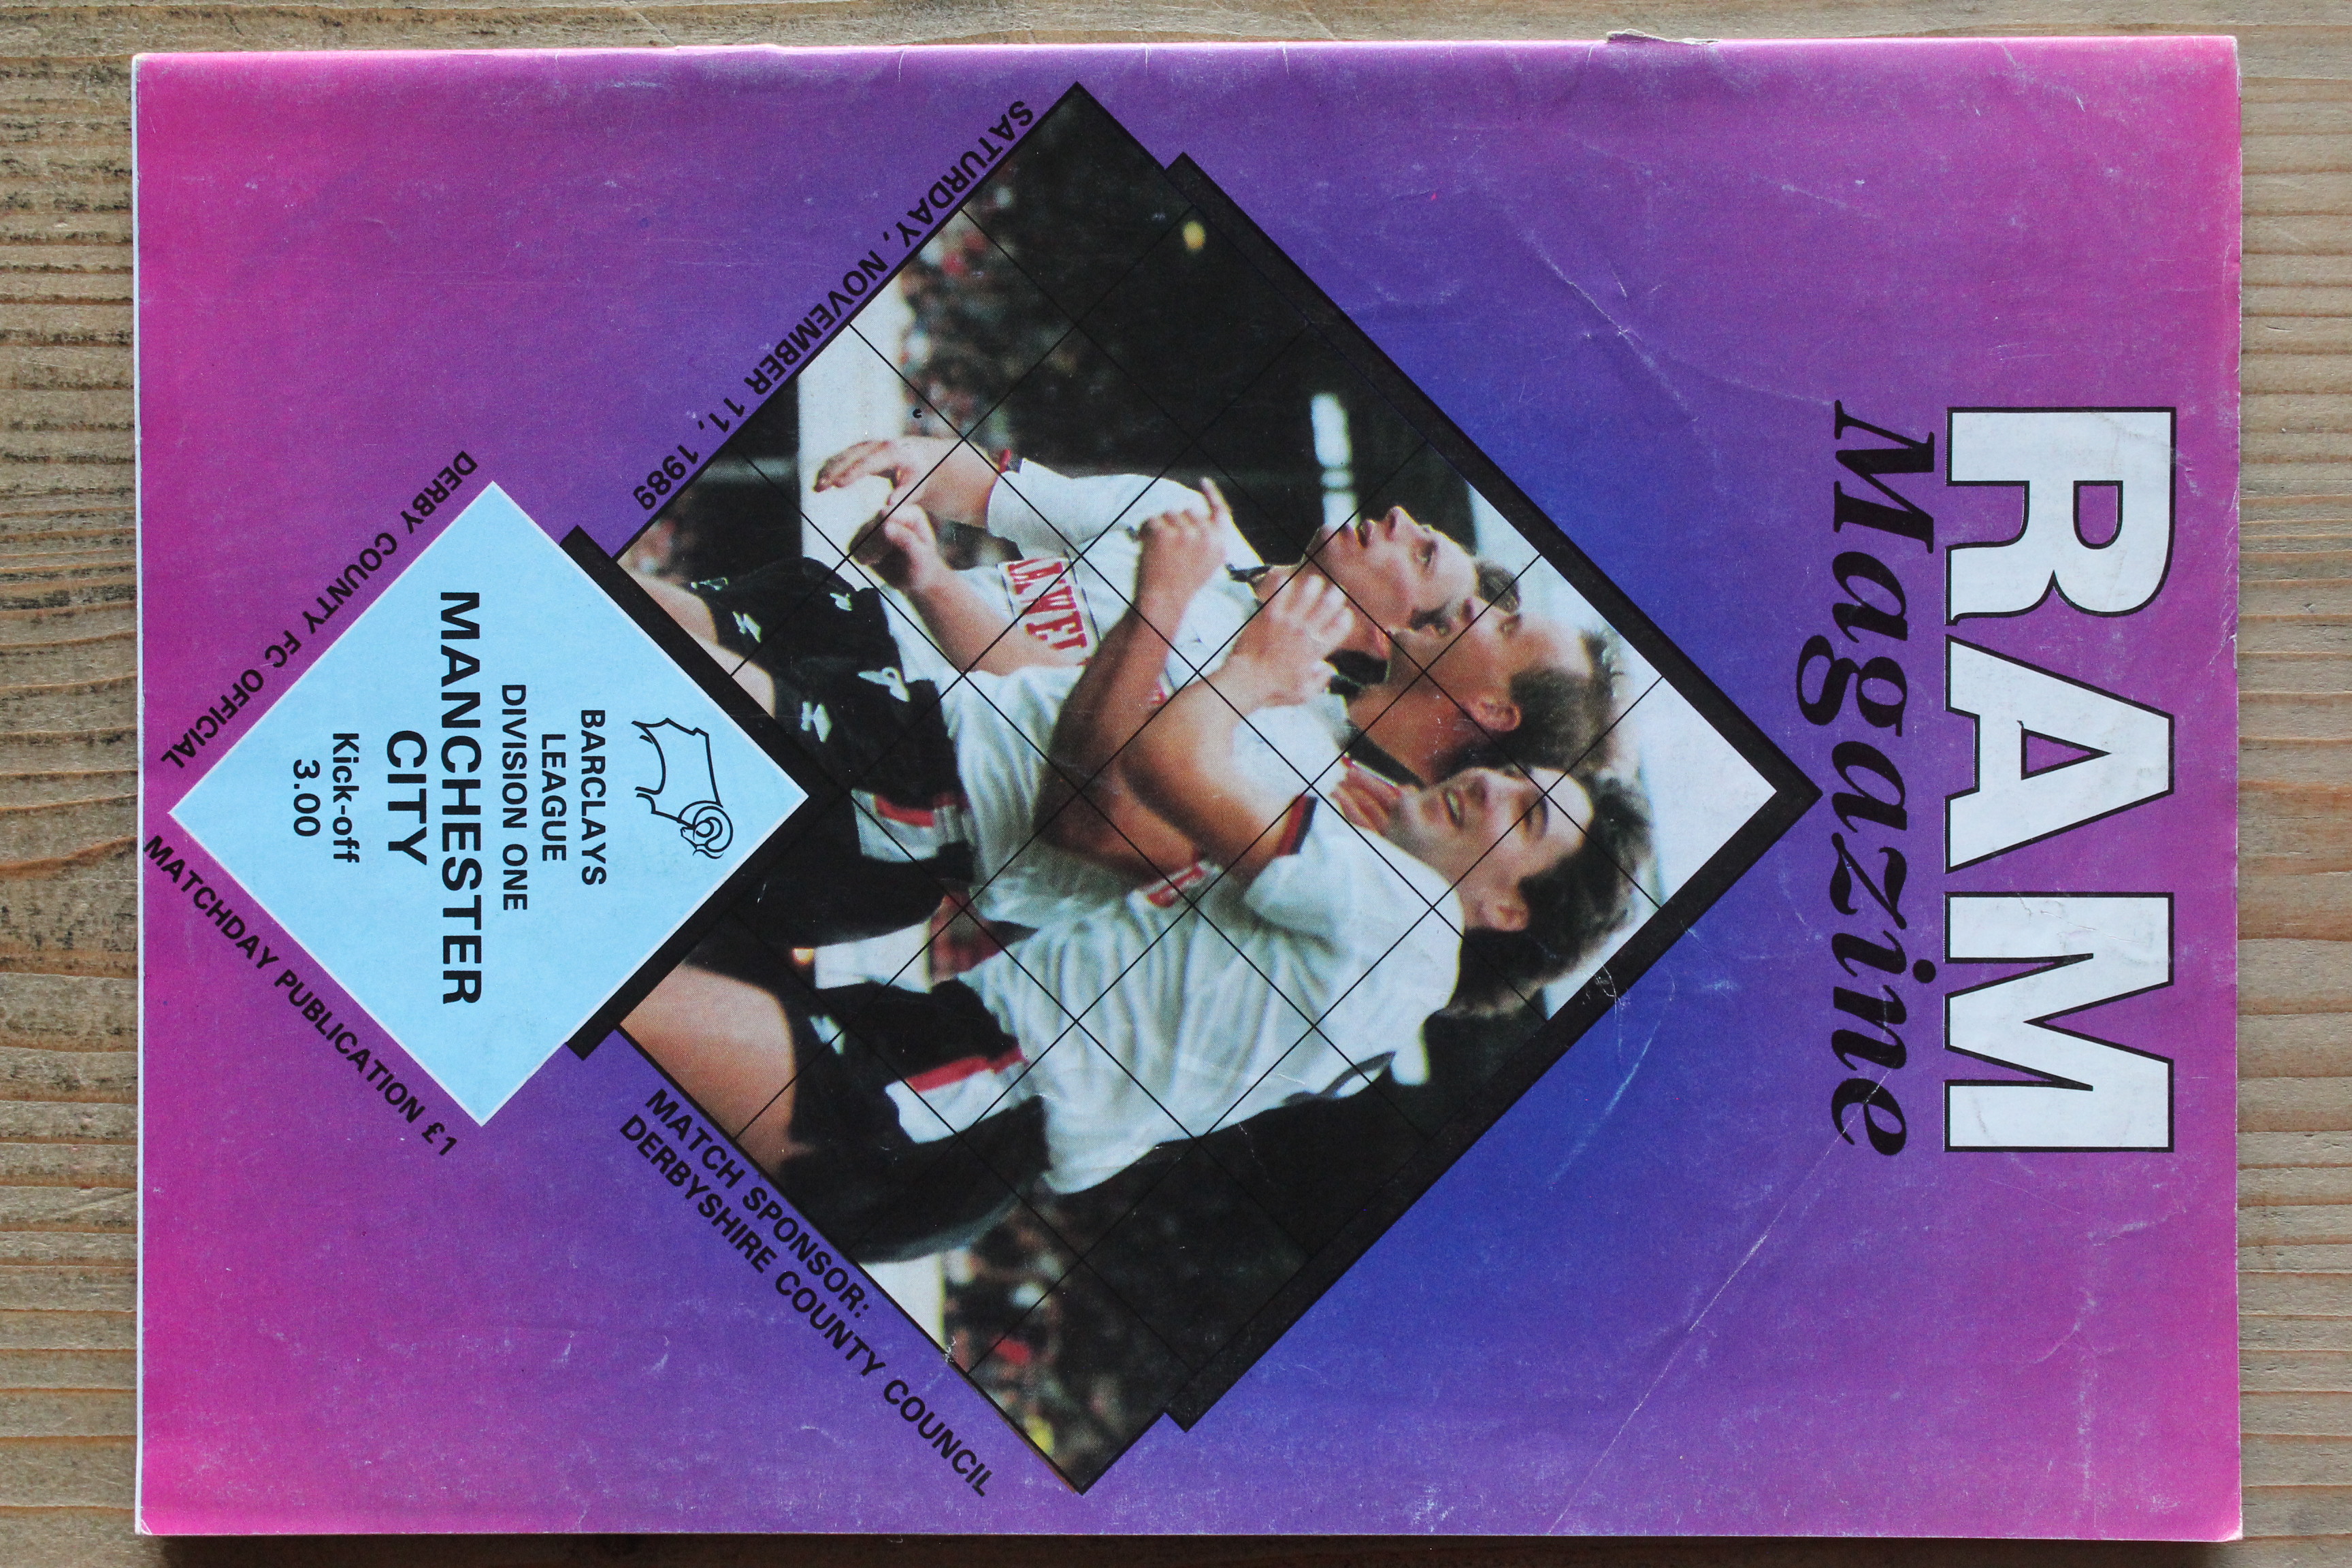 RAM
Magazine
SATURDAY, NOVEMBER 11, 1989
MATCH SPONSOR:
DERBYSHIRE COUNTY COUNCIL
BARCLAYS
LEAGUE
DIVISION ONE
MANCHESTER
CITY
Kick-off
3.00
DERBY COUNTY FC OFFICIAL
MATCHDAY PUBLICATION £1